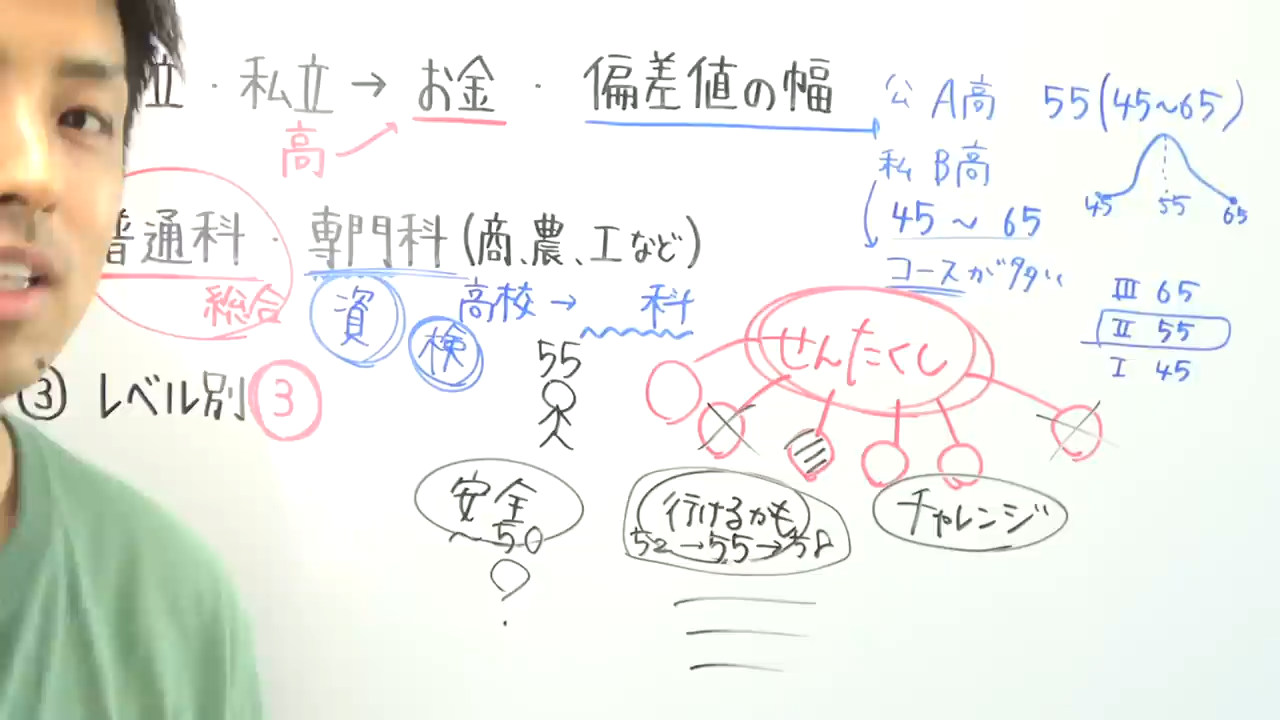 立・私立→お金・偏差値の幅
高
公 A高 55(45~65)
私 B高
45 ~ 65
コースが多い
45 55 65
Ⅲ 65
Ⅱ 55
Ⅰ 45
普通科・専門科(商、農、工など)
総合
資
検
高校→ 科
せんたくし
③ レベル別 3
55
安全
~50
行けるかも
52→55→58
チャレンジ